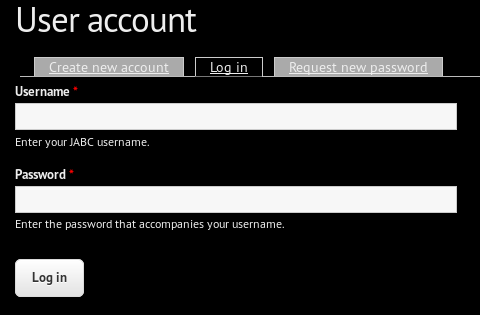 User account
Create new account Log in Request new password
Username *
Enter your JABC username.
Password *
Enter the password that accompanies your username.
Log in